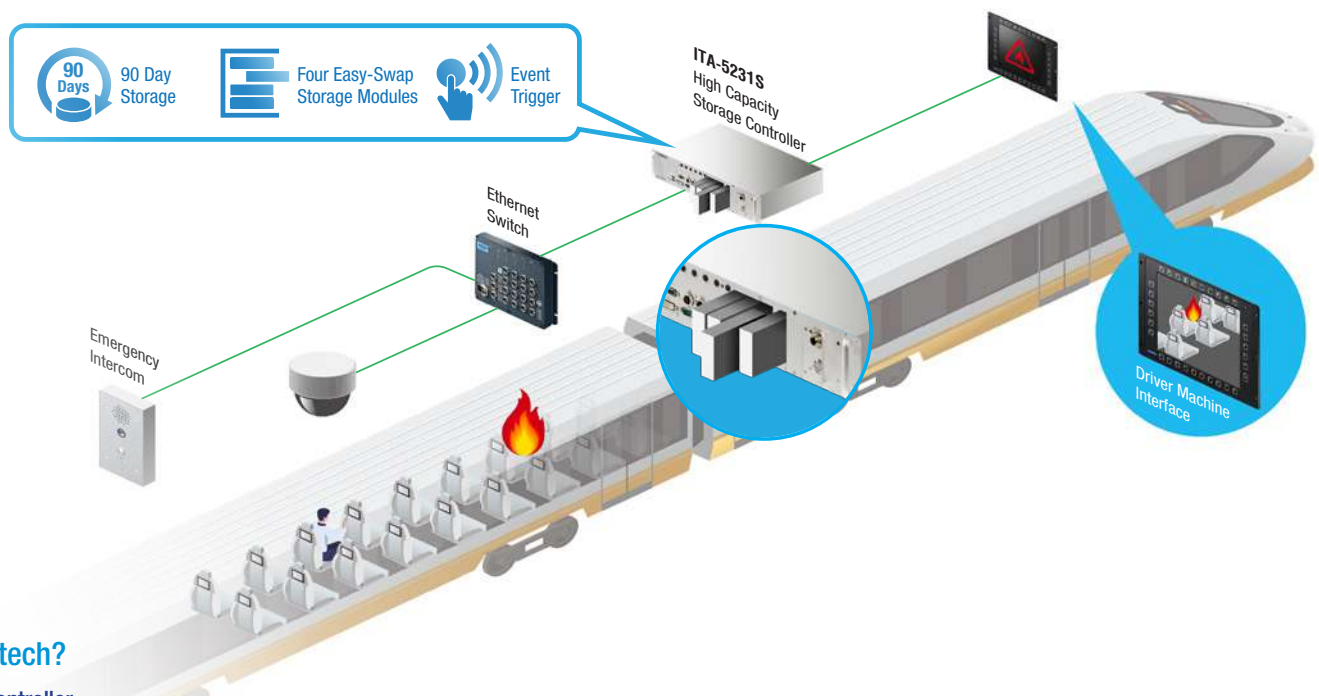 90
Days
90 Day
Storage
Four Easy-Swap
Storage Modules
Event
Trigger
ITA-5231S
High Capacity
Storage Controller
Ethernet
Switch
Emergency
Intercom
Driver Machine
Interface
tech?
ontroller